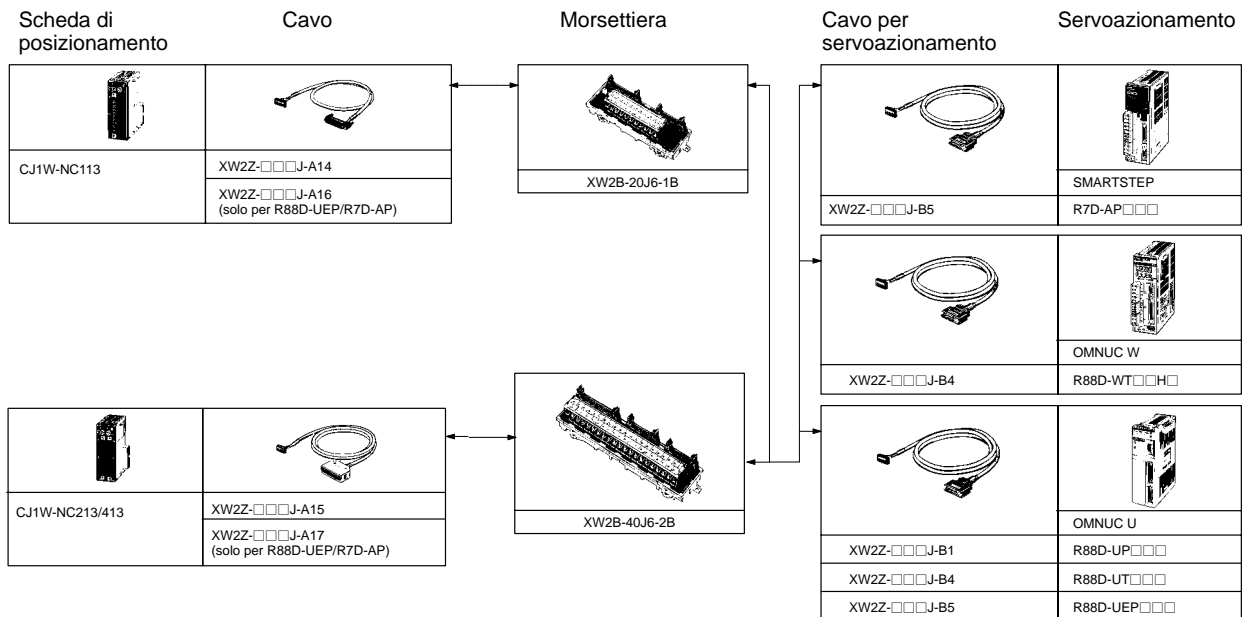 Scheda di
posizionamento
Cavo
Morsettiera
Cavo per
servoazionamento
Servoazionamento
CJ1W-NC113
XW2Z-□□□J-A14
XW2Z-□□□J-A16
(solo per R88D-UEP/R7D-AP)
XW2B-20J6-1B
SMARTSTEP
XW2Z-□□□J-B5
R7D-AP□□□
OMNUC W
XW2Z-□□□J-B4
R88D-WT□□H□
CJ1W-NC213/413
XW2Z-□□□J-A15
XW2Z-□□□J-A17
(solo per R88D-UEP/R7D-AP)
XW2B-40J6-2B
OMNUC U
XW2Z-□□□J-B1
R88D-UP□□□
XW2Z-□□□J-B4
R88D-UT□□□
XW2Z-□□□J-B5
R88D-UEP□□□